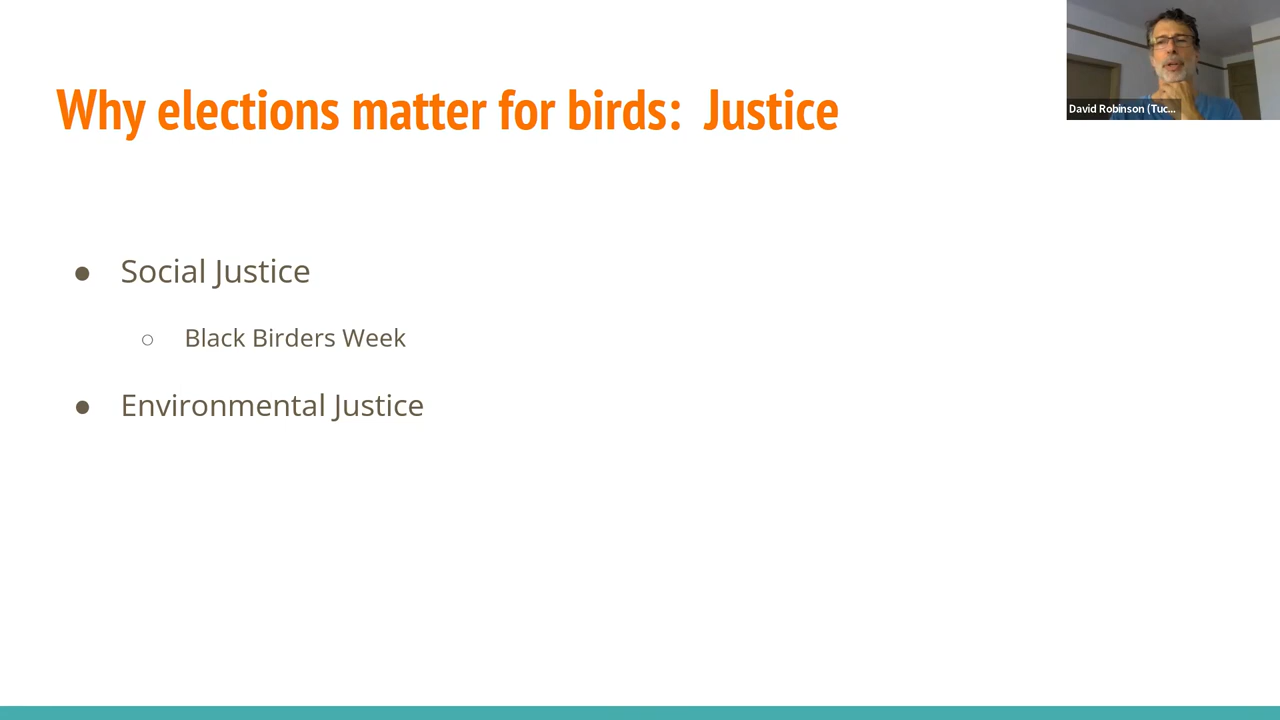 Why elections matter for birds: Justice
David Robinson (Tuc...
● Social Justice
○ Black Birders Week
● Environmental Justice